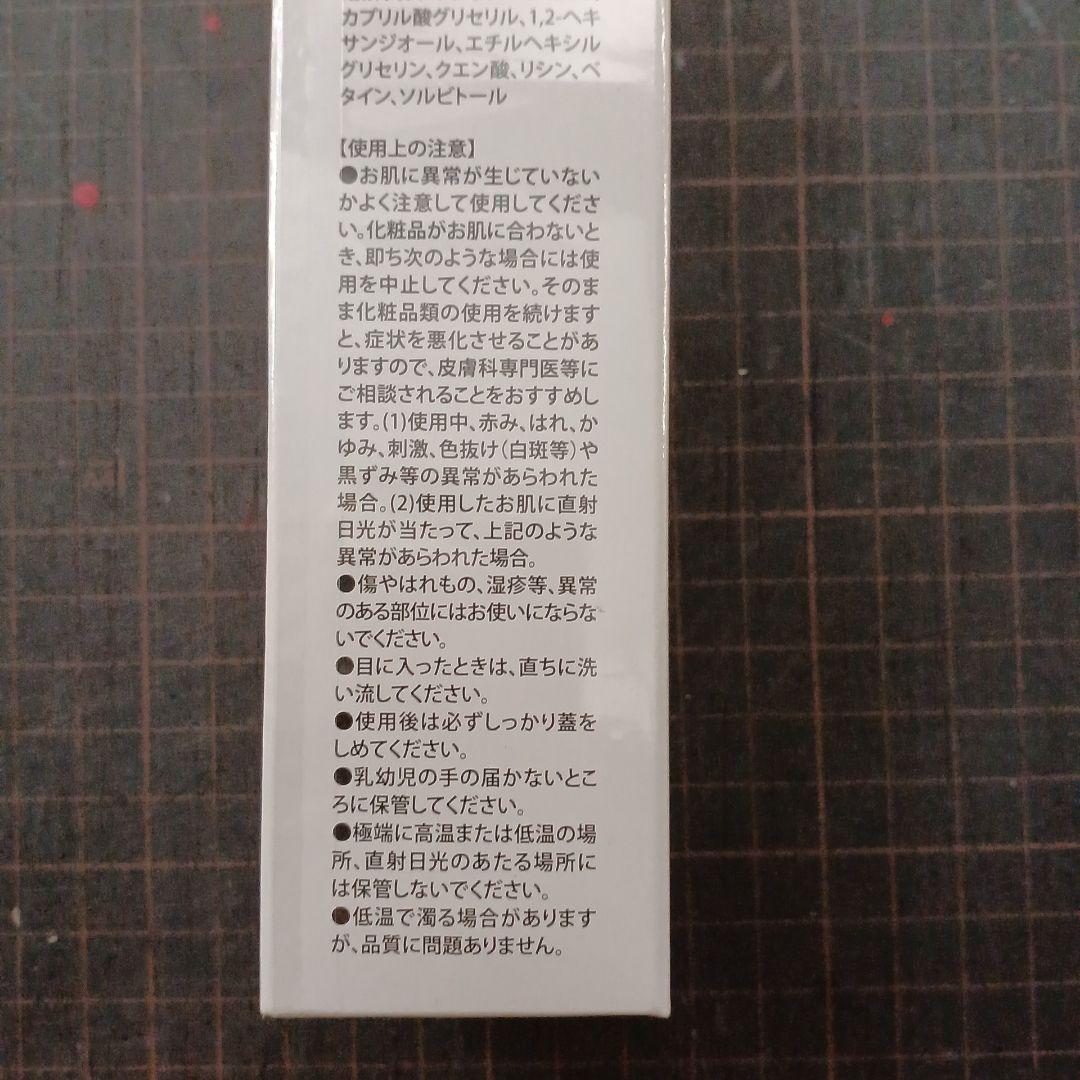 カプリル酸グリセリル、1,2-ヘキ
サンジオール、エチルヘキシル
グリセリン、クエン酸、リシン、ベ
タイン、ソルビトール
【使用上の注意】
●お肌に異常が生じていない
かよく注意して使用してくださ
い。化粧品がお肌に合わないと
き、即ち次のような場合には使
用を中止してください。そのま
ま化粧品類の使用を続けます
と、症状を悪化させることがあ
りますので、皮膚科専門医等に
ご相談されることをおすすめし
ます。(1)使用中、赤み、はれ、か
ゆみ、刺激、色抜け（白斑等）や
黒ずみ等の異常があらわれた
場合。(2)使用したお肌に直射
日光が当たって、上記のような
異常があらわれた場合。
●傷やはれもの、湿疹等、異常
のある部位にはお使いにならな
いでください。
●目に入ったときは、直ちに洗
い流してください。
●使用後は必ずしっかり蓋を
しめてください。
●乳幼児の手の届かないとこ
ろに保管してください。
●極端に高温または低温の場
所、直射日光のあたる場所に
は保管しないでください。
●低温で濁る場合があります
が、品質に問題ありません。